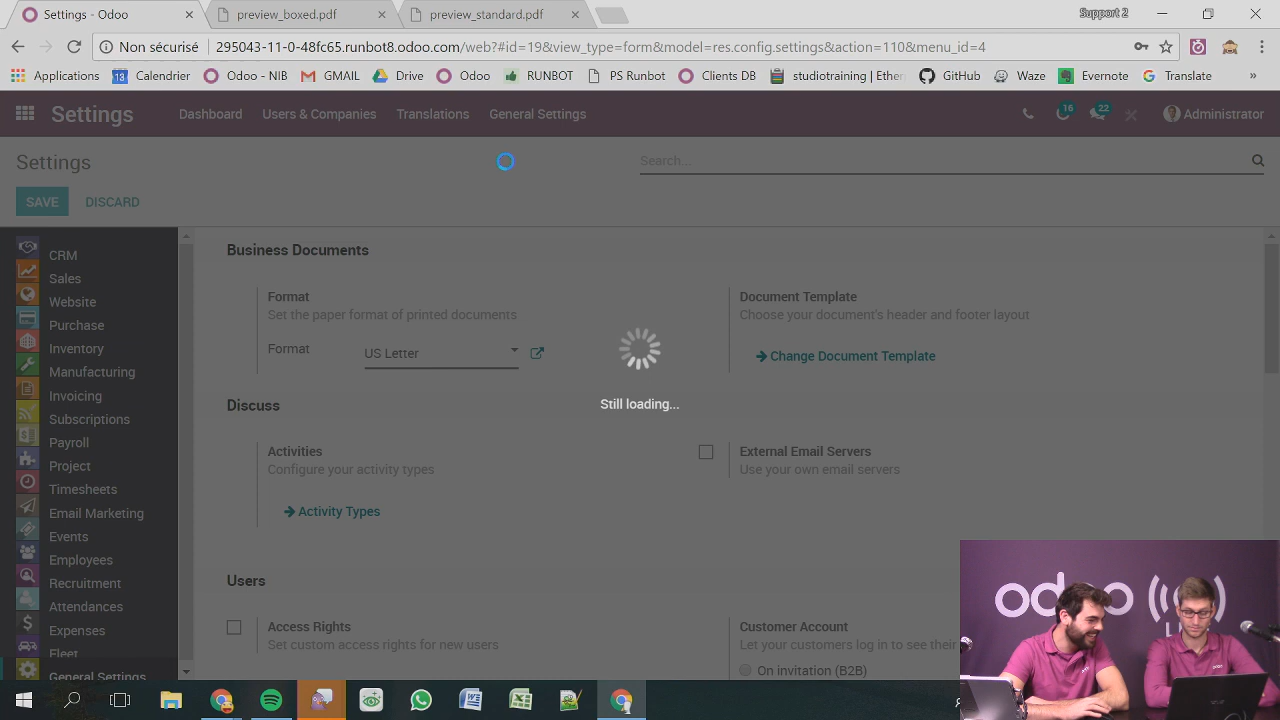 Settings - Odoo
preview_boxed.pdf
preview_standard.pdf
Support 2
Non sécurisé
295043-11-0-48fc65.runbot8.odoo.com/web?#id=19&view_type=form&model=res.config.settings&action=110&menu_id=4
Applications
13 Calendrier
Odoo - NIB
GMAIL
Drive
Odoo
RUNBOT
PS Runbot
Clients DB
studio:training | Ether
GitHub
Waze
Evernote
Translate
»
Settings
Dashboard
Users & Companies
Translations
General Settings
16
22
Administrator
Settings
Search...
SAVE
DISCARD
CRM
Sales
Website
Purchase
Inventory
Manufacturing
Invoicing
Subscriptions
Payroll
Project
Timesheets
Email Marketing
Events
Employees
Recruitment
Attendances
Expenses
Fleet
General Settings
Business Documents
Format
Set the paper format of printed documents
Format
US Letter
Document Template
Choose your document's header and footer layout
Change Document Template
Still loading...
Discuss
Activities
Configure your activity types
Activity Types
External Email Servers
Use your own email servers
Users
Access Rights
Set custom access rights for new users
Customer Account
Let your customers log in to see their
On invitation (B2B)
odoo